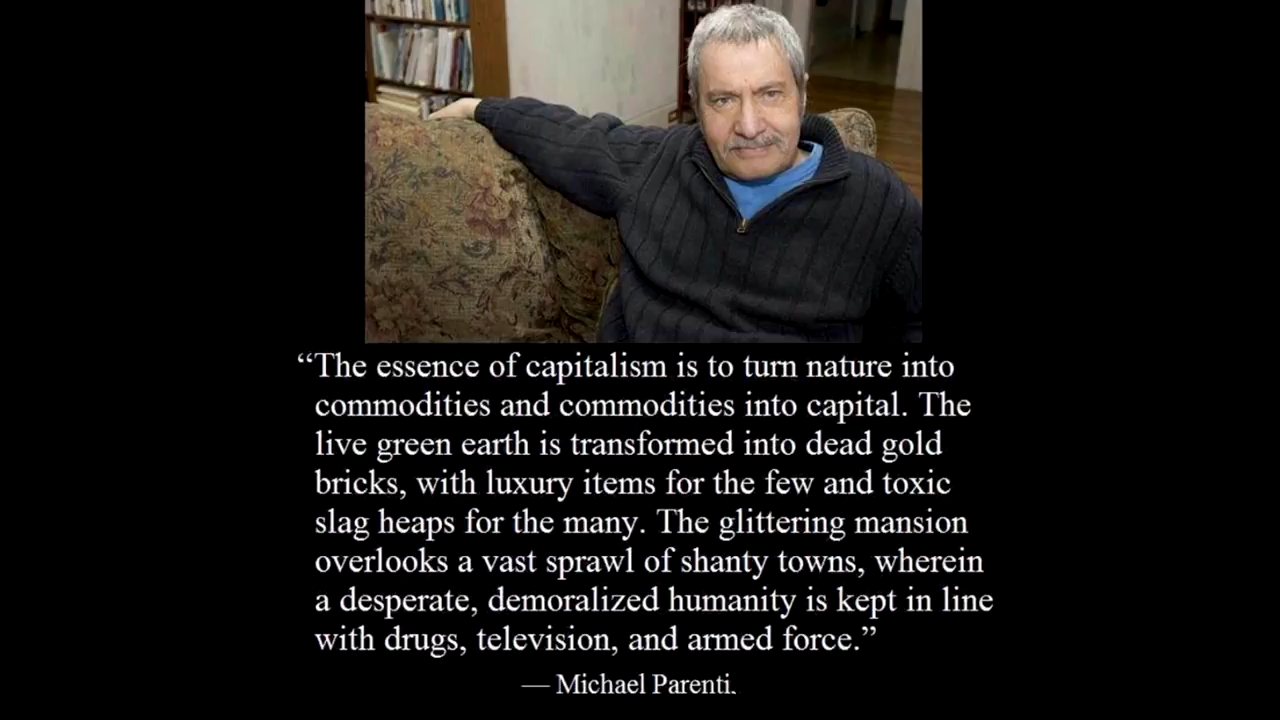 “The essence of capitalism is to turn nature into
commodities and commodities into capital. The
live green earth is transformed into dead gold
bricks, with luxury items for the few and toxic
slag heaps for the many. The glittering mansion
overlooks a vast sprawl of shanty towns, wherein
a desperate, demoralized humanity is kept in line
with drugs, television, and armed force.”
— Michael Parenti.